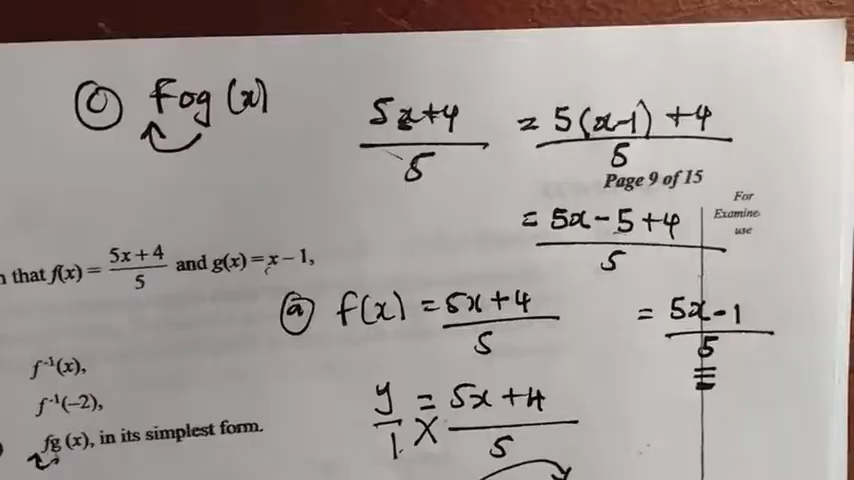 c Fog (x)
5x+4 / 5 = 5(x-1) + 4 / 5
Page 9 of 15
For
Examine
use
= 5x - 5 + 4 / 5
n that f(x) = 5x + 4 / 5 and g(x) = x - 1,
a f(x) = 5x + 4 / 5
= 5x - 1 / 5
f⁻¹(x),
f⁻¹(−2),
fg (x), in its simplest form.
y / 1 = 5x + 4 / 5